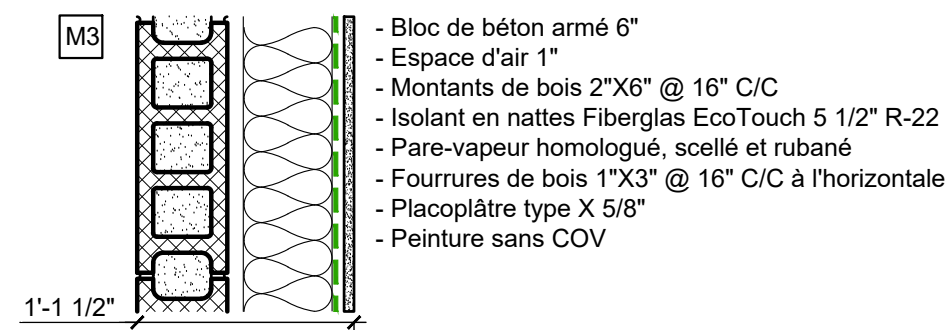 M3
- Bloc de béton armé 6"
- Espace d'air 1"
- Montants de bois 2"X6" @ 16" C/C
- Isolant en nattes Fiberglas EcoTouch 5 1/2" R-22
- Pare-vapeur homologué, scellé et rubané
- Fourrures de bois 1"X3" @ 16" C/C à l'horizontale
- Placoplâtre type X 5/8"
- Peinture sans COV
1'-1 1/2"